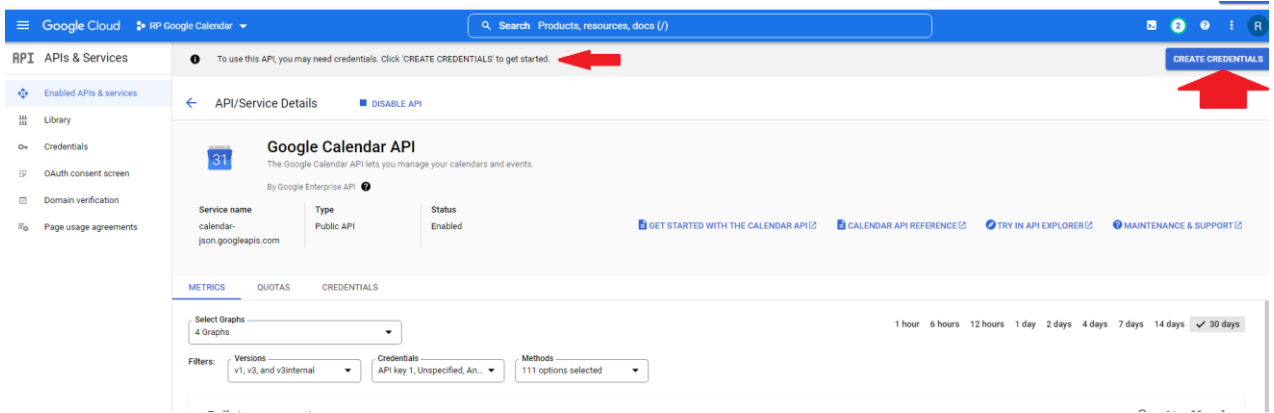 Google Cloud RP Google Calendar Search Products, resources, docs (/) 2 R
API APIs & Services
To use this API, you may need credentials. Click 'CREATE CREDENTIALS' to get started. CREATE CREDENTIALS
Enabled APIs & services
API/Service Details DISABLE API
Library
Credentials
OAuth consent screen
Domain verification
Page usage agreements
31
Google Calendar API
The Google Calendar API lets you manage your calendars and events.
By Google Enterprise API
Service name Type Status
calendar- Public API Enabled
json.googleapis.com
GET STARTED WITH THE CALENDAR API CALENDAR API REFERENCE TRY IN API EXPLORER MAINTENANCE & SUPPORT
METRICS QUOTAS CREDENTIALS
Select Graphs
4 Graphs
1 hour 6 hours 12 hours 1 day 2 days 4 days 7 days 14 days 30 days
Filters:
Versions Credentials Methods
v1, v3, and v3internal API key 1, Unspecified, An... 111 options selected